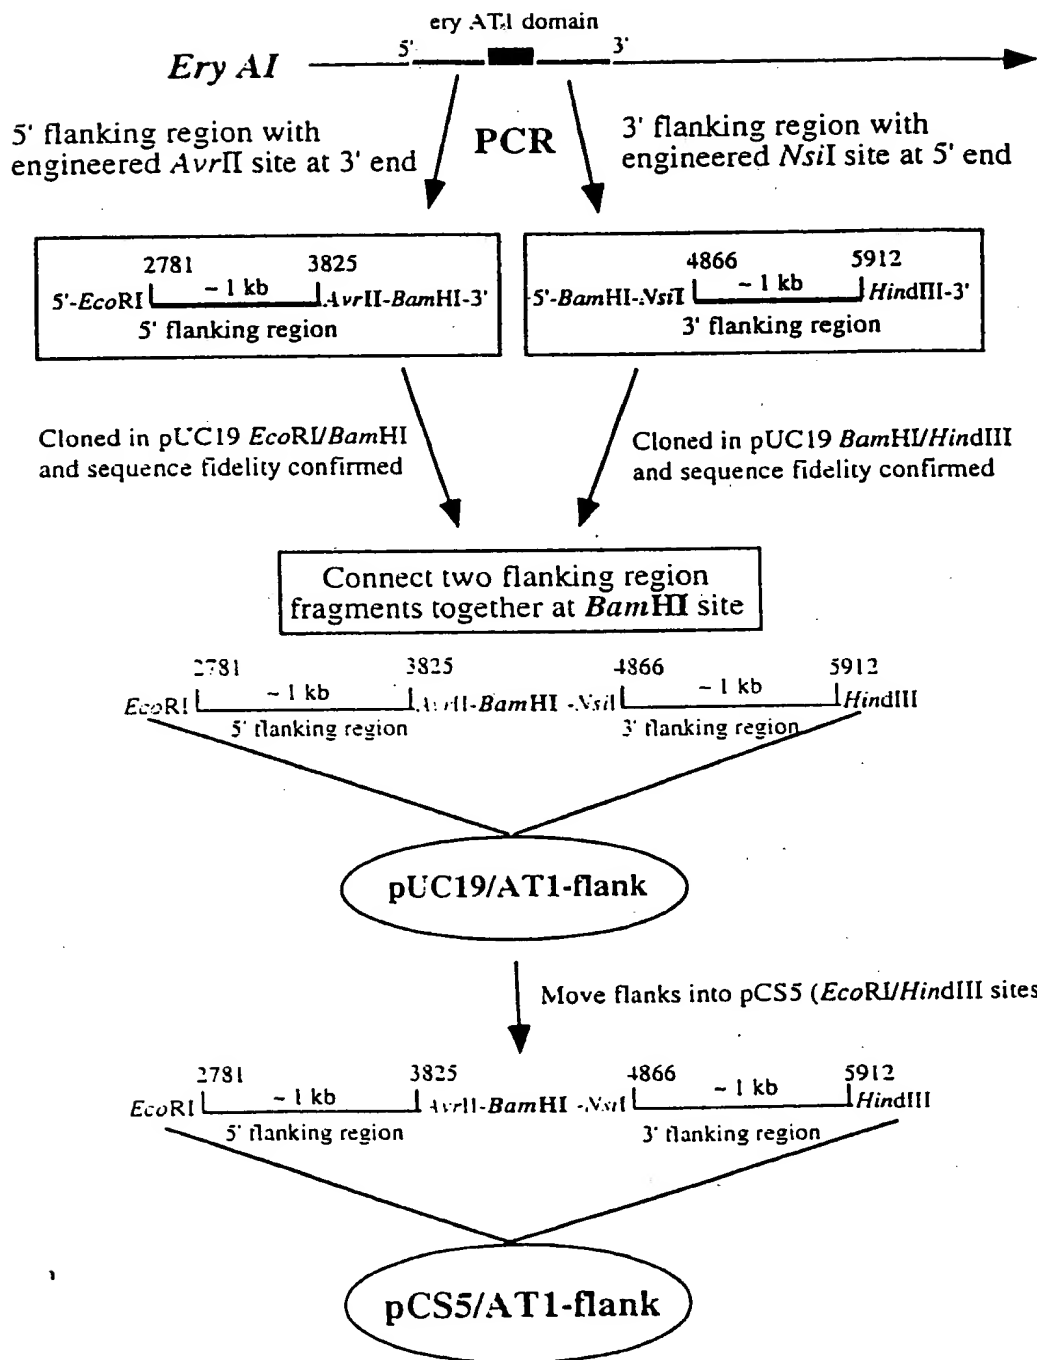 ery AT1 domain
5' 3'
Ery AI
5' flanking region with
engineered AvrII site at 3' end
PCR
3' flanking region with
engineered NsiI site at 5' end
2781 3825
~ 1 kb
5'-EcoRI AvrII-BamHI-3'
5' flanking region
4866 5912
~ 1 kb
5'-BamHI-NsiI HindIII-3'
3' flanking region
Cloned in pUC19 EcoRI/BamHI
and sequence fidelity confirmed
Cloned in pUC19 BamHI/HindIII
and sequence fidelity confirmed
Connect two flanking region
fragments together at BamHI site
2781 3825 4866 5912
~ 1 kb ~ 1 kb
EcoRI AvrII-BamHI -NsiI HindIII
5' flanking region 3' flanking region
pUC19/AT1-flank
Move flanks into pCS5 (EcoRI/HindIII sites
2781 3825 4866 5912
~ 1 kb ~ 1 kb
EcoRI AvrII-BamHI -NsiI HindIII
5' flanking region 3' flanking region
pCS5/AT1-flank